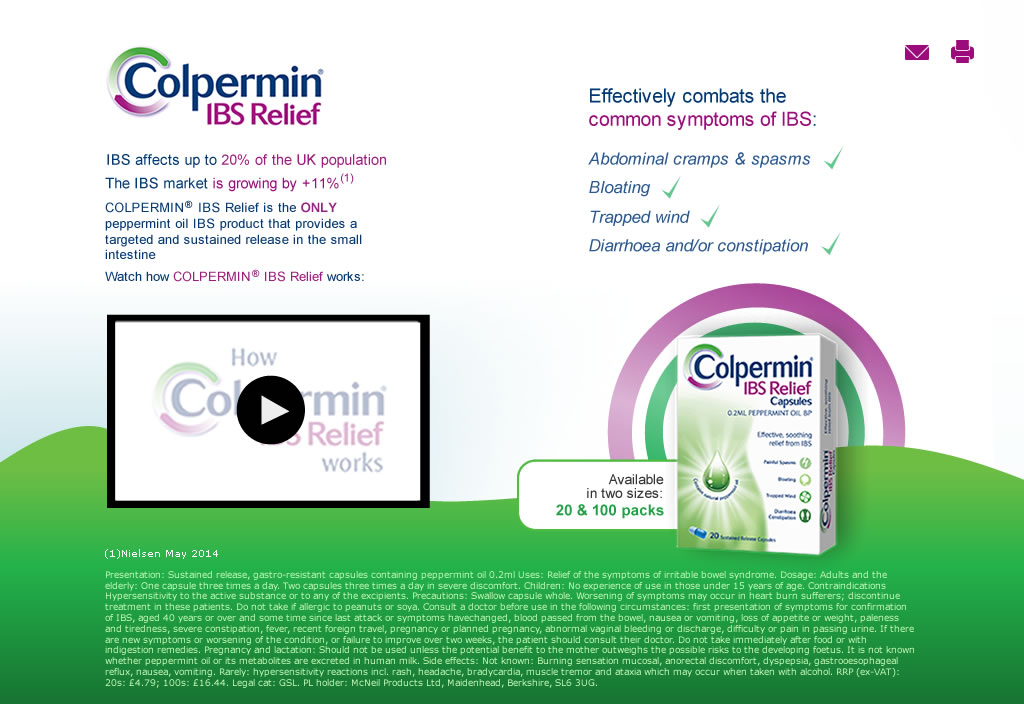 Colpermin®
IBS Relief
IBS affects up to 20% of the UK population
The IBS market is growing by +11%(1)
COLPERMIN® IBS Relief is the ONLY
peppermint oil IBS product that provides a
targeted and sustained release in the small
intestine
Watch how COLPERMIN® IBS Relief works:
How
Colpermin®
IBS Relief
works
Effectively combats the
common symptoms of IBS:
Abdominal cramps & spasms
Bloating
Trapped wind
Diarrhoea and/or constipation
Available
in two sizes:
20 & 100 packs
Colpermin®
IBS Relief
Capsules
0.2ML PEPPERMINT OIL BP
Effective, soothing
relief from IBS
Painful Spasms
Bloating
Trapped Wind
Diarrhoea
Constipation
Contains natural peppermint oil
20 Sustained Release Capsules
Colpermin
IBS Relief
(1)Nielsen May 2014
Presentation: Sustained release, gastro-resistant capsules containing peppermint oil 0.2ml Uses: Relief of the symptoms of irritable bowel syndrome. Dosage: Adults and the
elderly: One capsule three times a day. Two capsules three times a day in severe discomfort. Children: No experience of use in those under 15 years of age. Contraindications
Hypersensitivity to the active substance or to any of the excipients. Precautions: Swallow capsule whole. Worsening of symptoms may occur in heart burn sufferers; discontinue
treatment in these patients. Do not take if allergic to peanuts or soya. Consult a doctor before use in the following circumstances: first presentation of symptoms for confirmation
of IBS, aged 40 years or over and some time since last attack or symptoms havechanged, blood passed from the bowel, nausea or vomiting, loss of appetite or weight, paleness
and tiredness, severe constipation, fever, recent foreign travel, pregnancy or planned pregnancy, abnormal vaginal bleeding or discharge, difficulty or pain in passing urine. If there
are new symptoms or worsening of the condition, or failure to improve over two weeks, the patient should consult their doctor. Do not take immediately after food or with
indigestion remedies. Pregnancy and lactation: Should not be used unless the potential benefit to the mother outweighs the possible risks to the developing foetus. It is not known
whether peppermint oil or its metabolites are excreted in human milk. Side effects: Not known: Burning sensation mucosal, anorectal discomfort, dyspepsia, gastrooesophageal
reflux, nausea, vomiting. Rarely: hypersensitivity reactions incl. rash, headache, bradycardia, muscle tremor and ataxia which may occur when taken with alcohol. RRP (ex-VAT):
20s: £4.79; 100s: £16.44. Legal cat: GSL. PL holder: McNeil Products Ltd, Maidenhead, Berkshire, SL6 3UG.